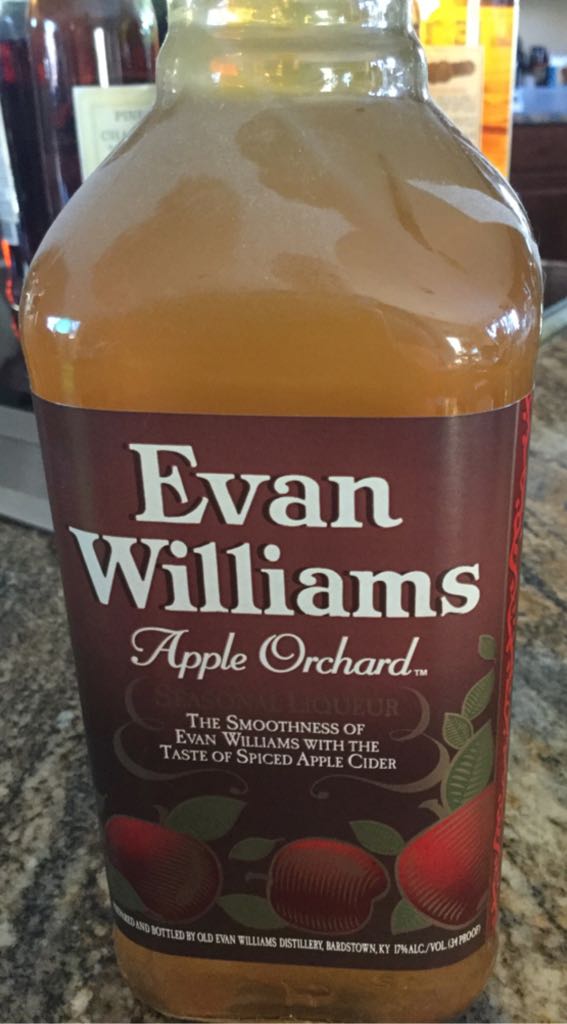 Evan
Williams
Apple Orchard™
SEASONAL LIQUEUR
THE SMOOTHNESS OF
EVAN WILLIAMS WITH THE
TASTE OF SPICED APPLE CIDER
AND BOTTLED BY OLD EVAN WILLIAMS DISTILLERY, BARDSTOWN, KY 17% ALC./VOL. (34 PROOF)